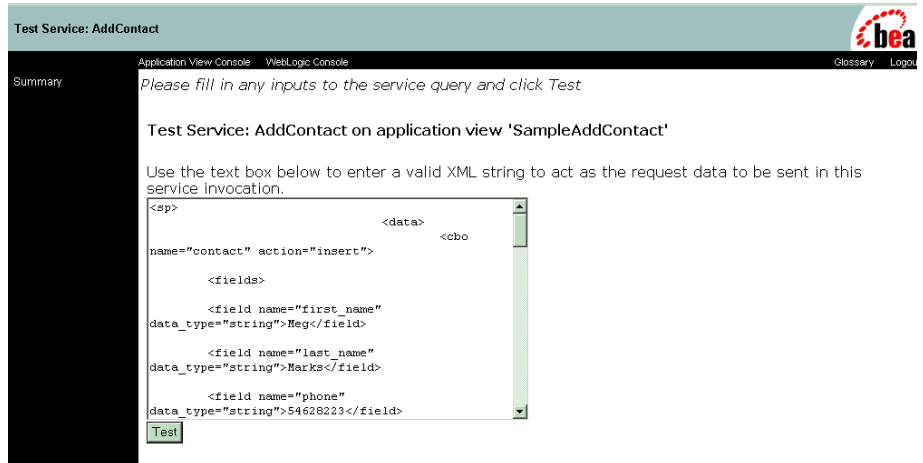 Test Service: AddContact
bea
Application View Console WebLogic Console Glossary Logou
Summary
Please fill in any inputs to the service query and click Test
Test Service: AddContact on application view 'SampleAddContact'
Use the text box below to enter a valid XML string to act as the request data to be sent in this
service invocation.
<sp>
<data>
<cbo
name="contact" action="insert">
<fields>
<field name="first_name"
data_type="string">Meg</field>
<field name="last_name"
data_type="string">Marks</field>
<field name="phone"
data_type="string">54628223</field>
Test